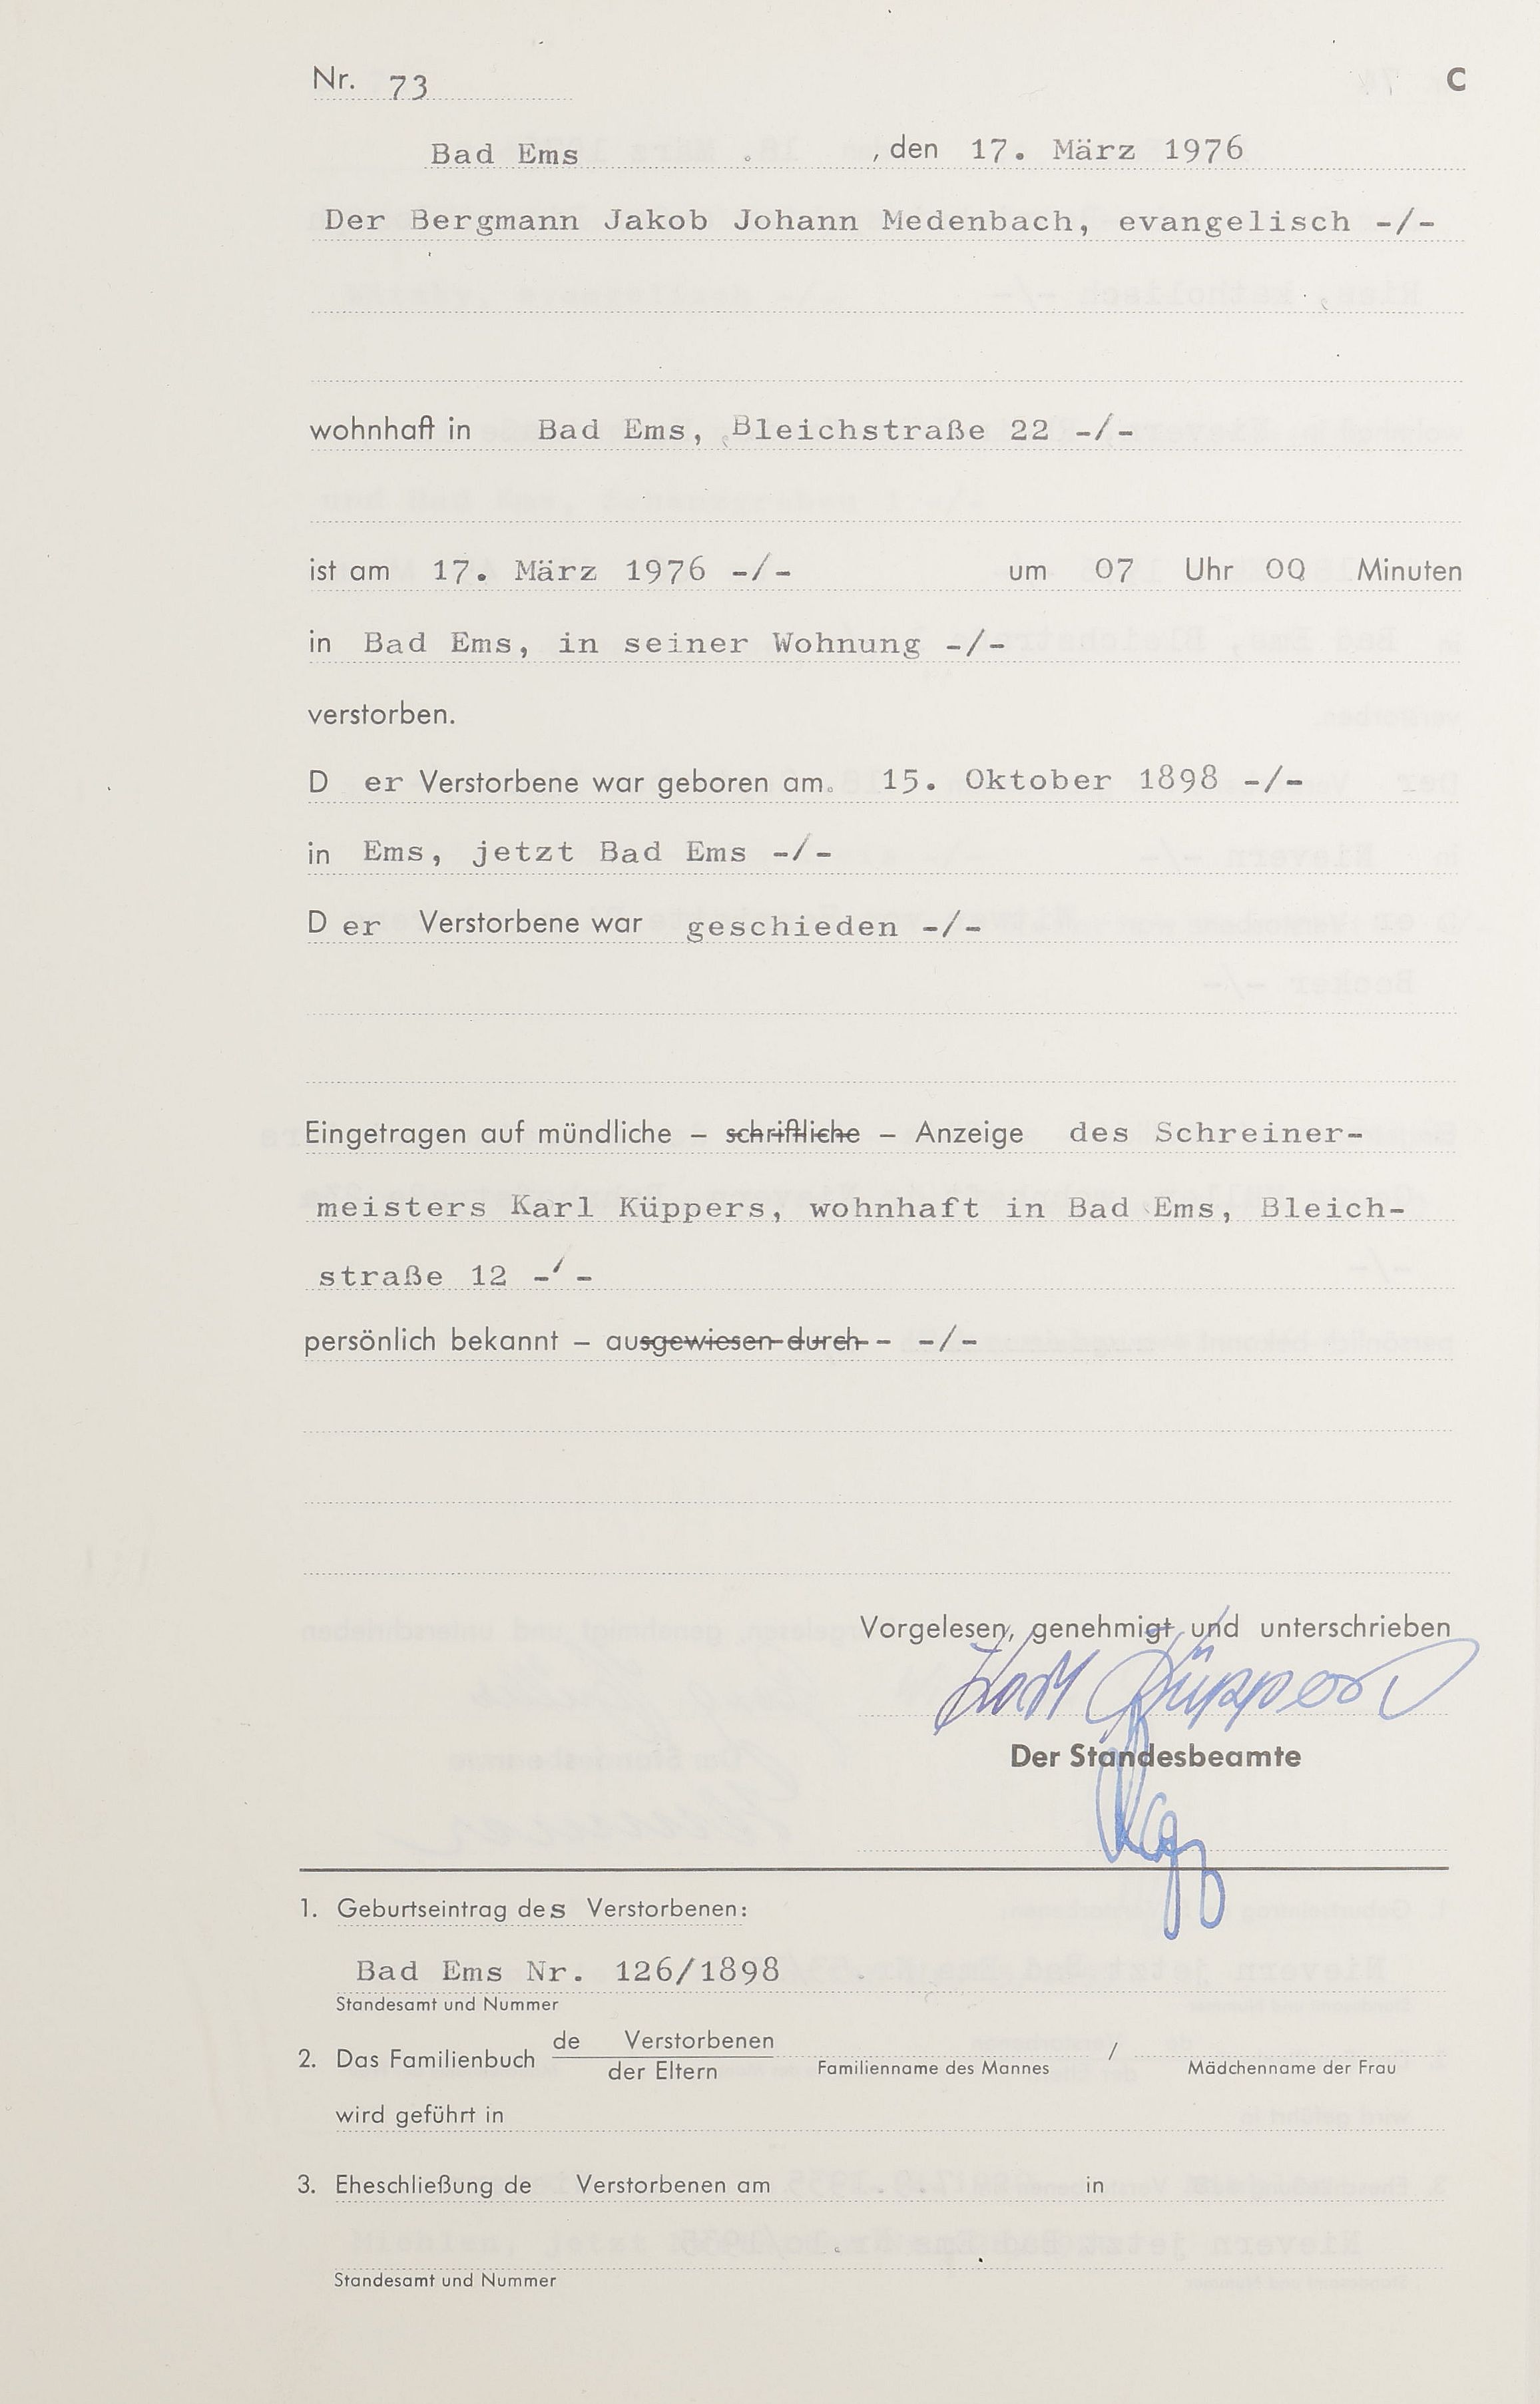 Nr. 73 C
Bad Ems , den 17. März 1976
Der Bergmann Jakob Johann Medenbach, evangelisch -/-
wohnhaft in Bad Ems, Bleichstraße 22 -/-
ist am 17. März 1976 -/- um 07 Uhr 00 Minuten
in Bad Ems, in seiner Wohnung -/-
verstorben.
D er Verstorbene war geboren am 15. Oktober 1898 -/-
in Ems, jetzt Bad Ems -/-
D er Verstorbene war geschieden -/-
Eingetragen auf mündliche – schriftliche – Anzeige des Schreiner-
meisters Karl Küppers, wohnhaft in Bad Ems, Bleich-
straße 12 -/-
persönlich bekannt – ausgewiesen durch - -/-
Vorgelesen, genehmigt und unterschrieben
Karl Küppers
Der Standesbeamte
1. Geburtseintrag des Verstorbenen:
Bad Ems Nr. 126/1898
Standesamt und Nummer
2. Das Familienbuch de Verstorbenen / der Eltern
Familienname des Mannes / Mädchenname der Frau
wird geführt in
3. Eheschließung de Verstorbenen am in
Standesamt und Nummer